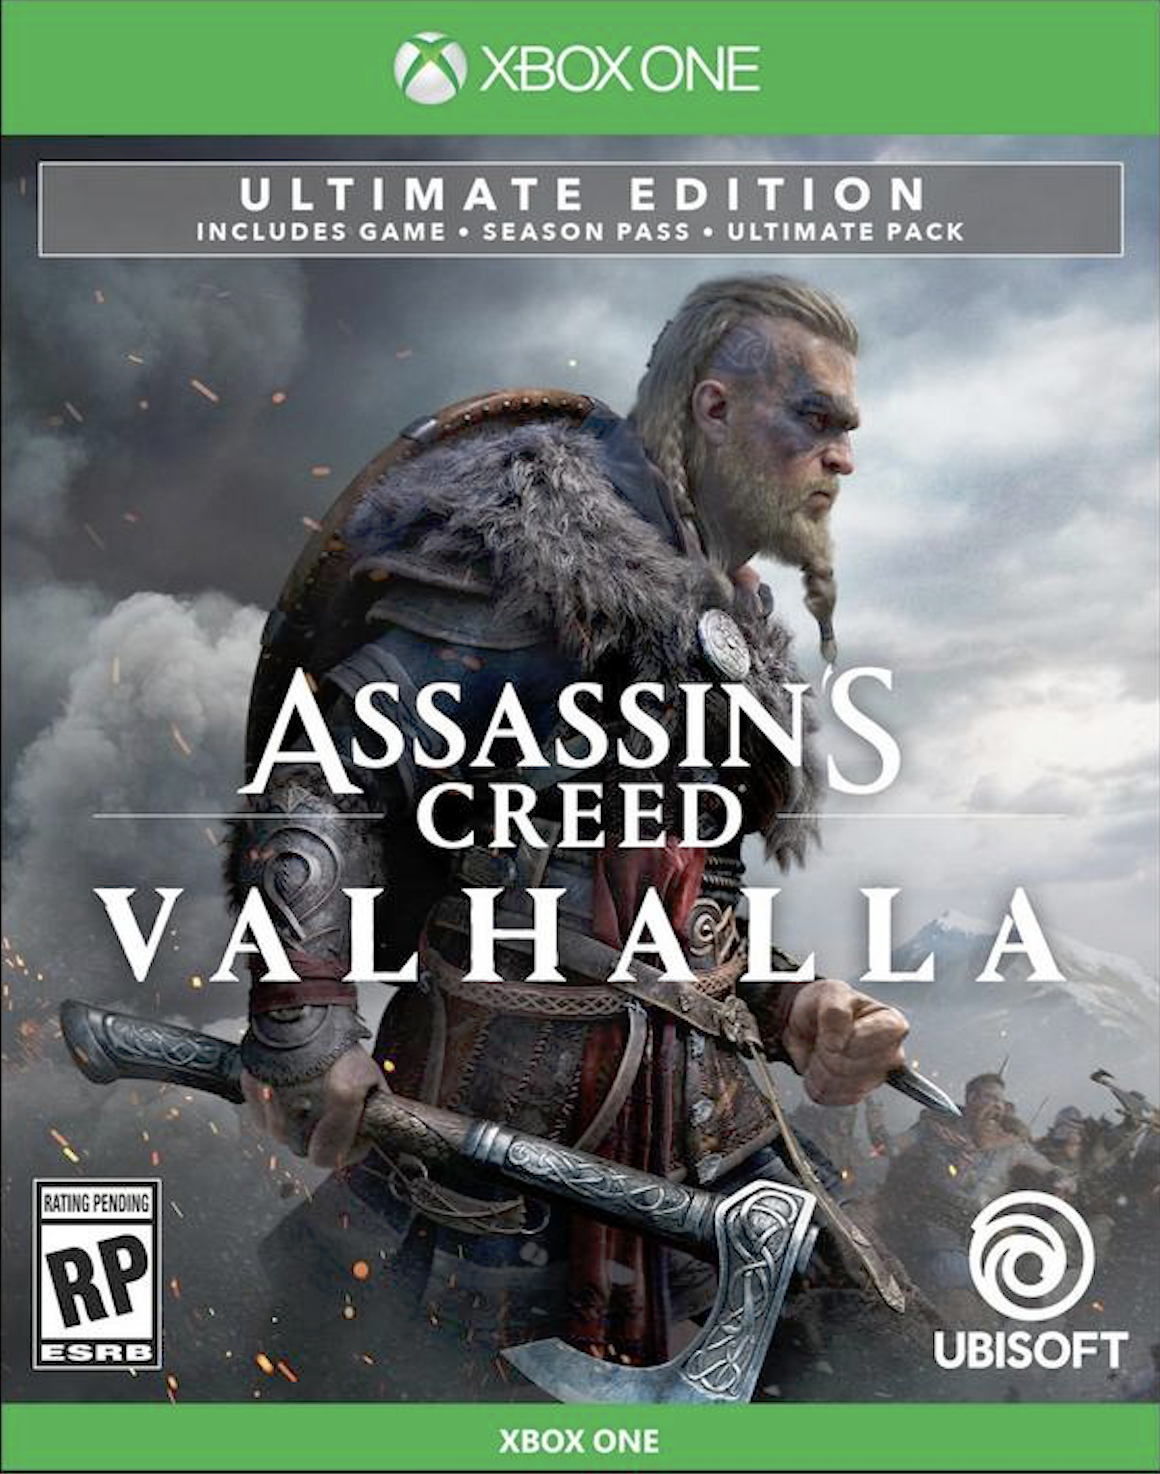 XBOX ONE
ULTIMATE EDITION
INCLUDES GAME • SEASON PASS • ULTIMATE PACK
ASSASSIN'S
CREED
VALHALLA
RATING PENDING
RP
ESRB
UBISOFT
XBOX ONE